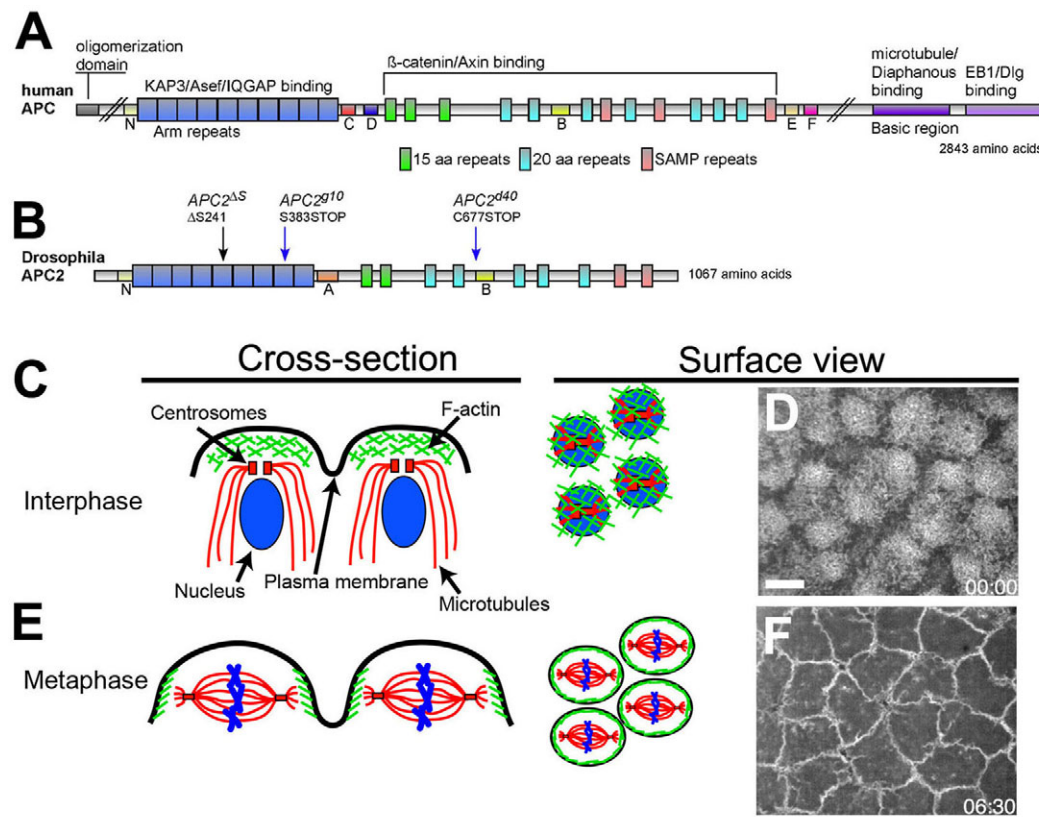 A
oligomerization
domain
human
APC
KAP3/Asef/IQGAP binding
ß-catenin/Axin binding
microtubule/
Diaphanous
binding
EB1/Dlg
binding
N
Arm repeats
C
D
B
E
F
Basic region
2843 amino acids
15 aa repeats
20 aa repeats
SAMP repeats
B
APC2ΔS
ΔS241
APC2g10
S383STOP
APC2d40
C677STOP
Drosophila
APC2
1067 amino acids
N
A
B
Cross-section
Surface view
C
Centrosomes
F-actin
D
Interphase
Nucleus
Plasma membrane
Microtubules
00:00
E
F
Metaphase
06:30